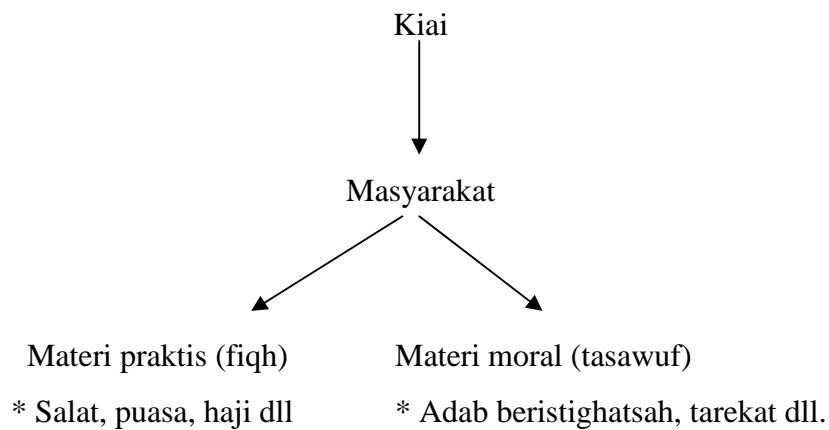 Kiai
Masyarakat
Materi praktis (fiqh)
Materi moral (tasawuf)
* Salat, puasa, haji dll
* Adab beristighatsah, tarekat dll.